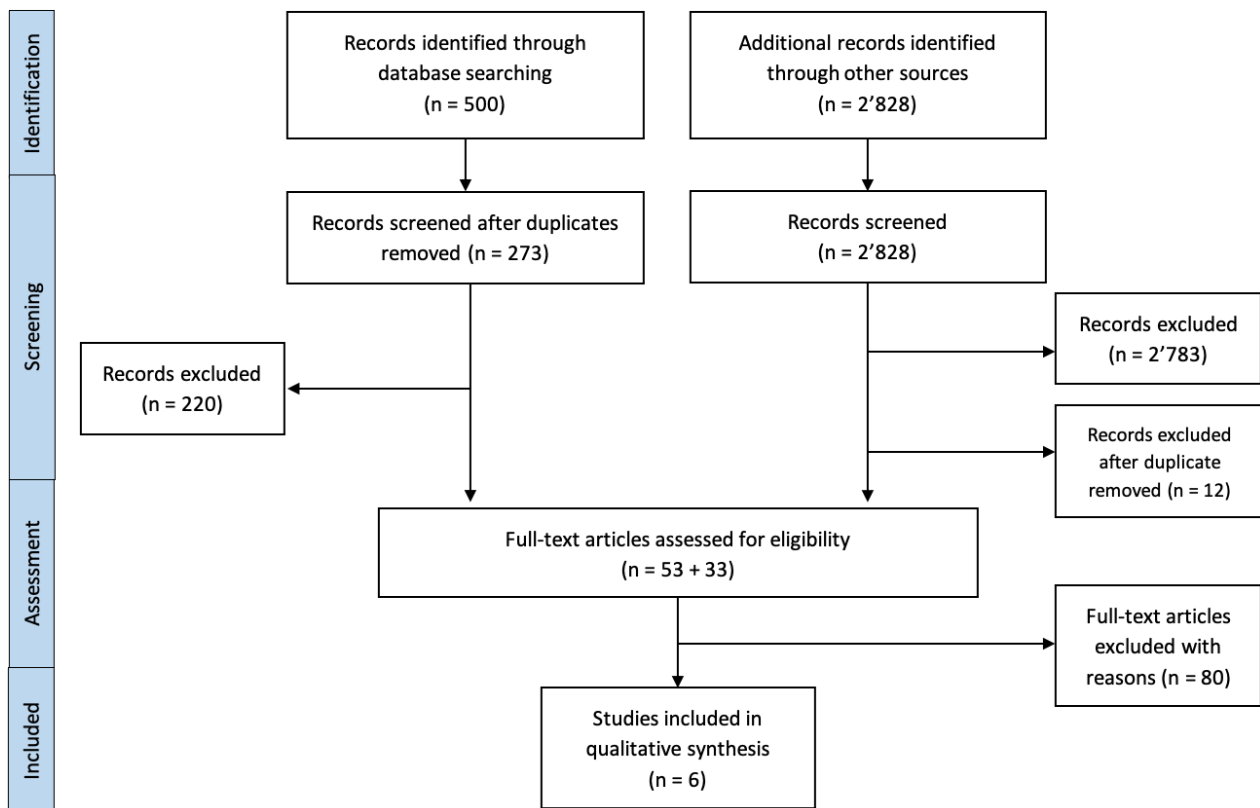 Identification
Records identified through
database searching
(n = 500)
Additional records identified
through other sources
(n = 2’828)
Screening
Records screened after duplicates
removed (n = 273)
Records screened
(n = 2’828)
Records excluded
(n = 2’783)
Records excluded
(n = 220)
Records excluded
after duplicate
removed (n = 12)
Assessment
Full-text articles assessed for eligibility
(n = 53 + 33)
Full-text articles
excluded with
reasons (n = 80)
Included
Studies included in
qualitative synthesis
(n = 6)